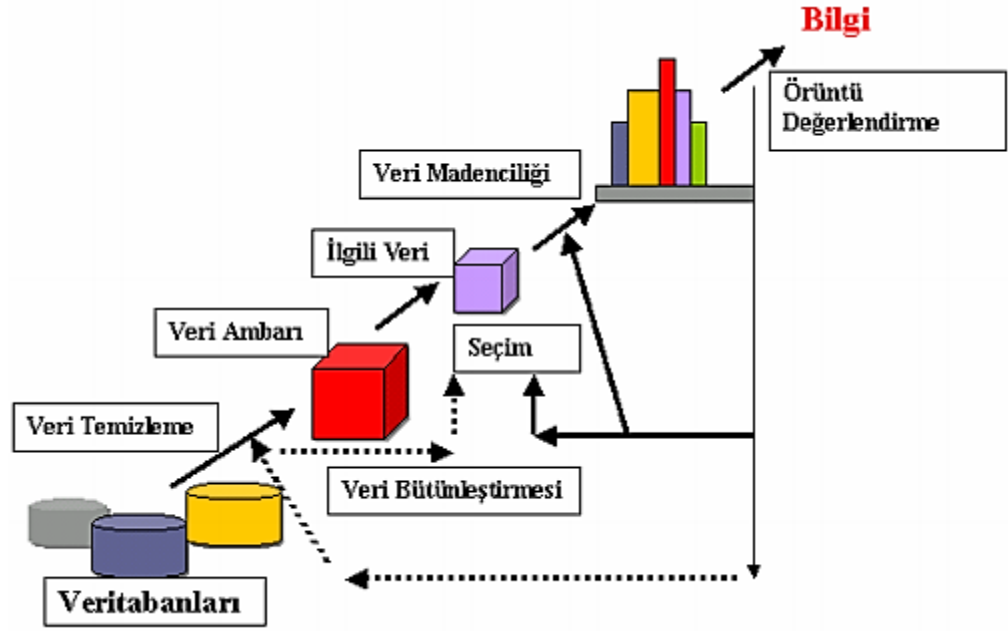 Bilgi
Örüntü
Değerlendirme
Veri Madenciliği
İlgili Veri
Veri Ambarı
Seçim
Veri Temizleme
Veri Bütünleştirmesi
Veritabanları